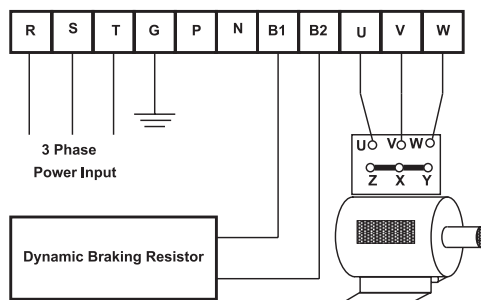 R S T G P N B1 B2 U V W
3 Phase
Power Input
U V W
Z X Y
Dynamic Braking Resistor